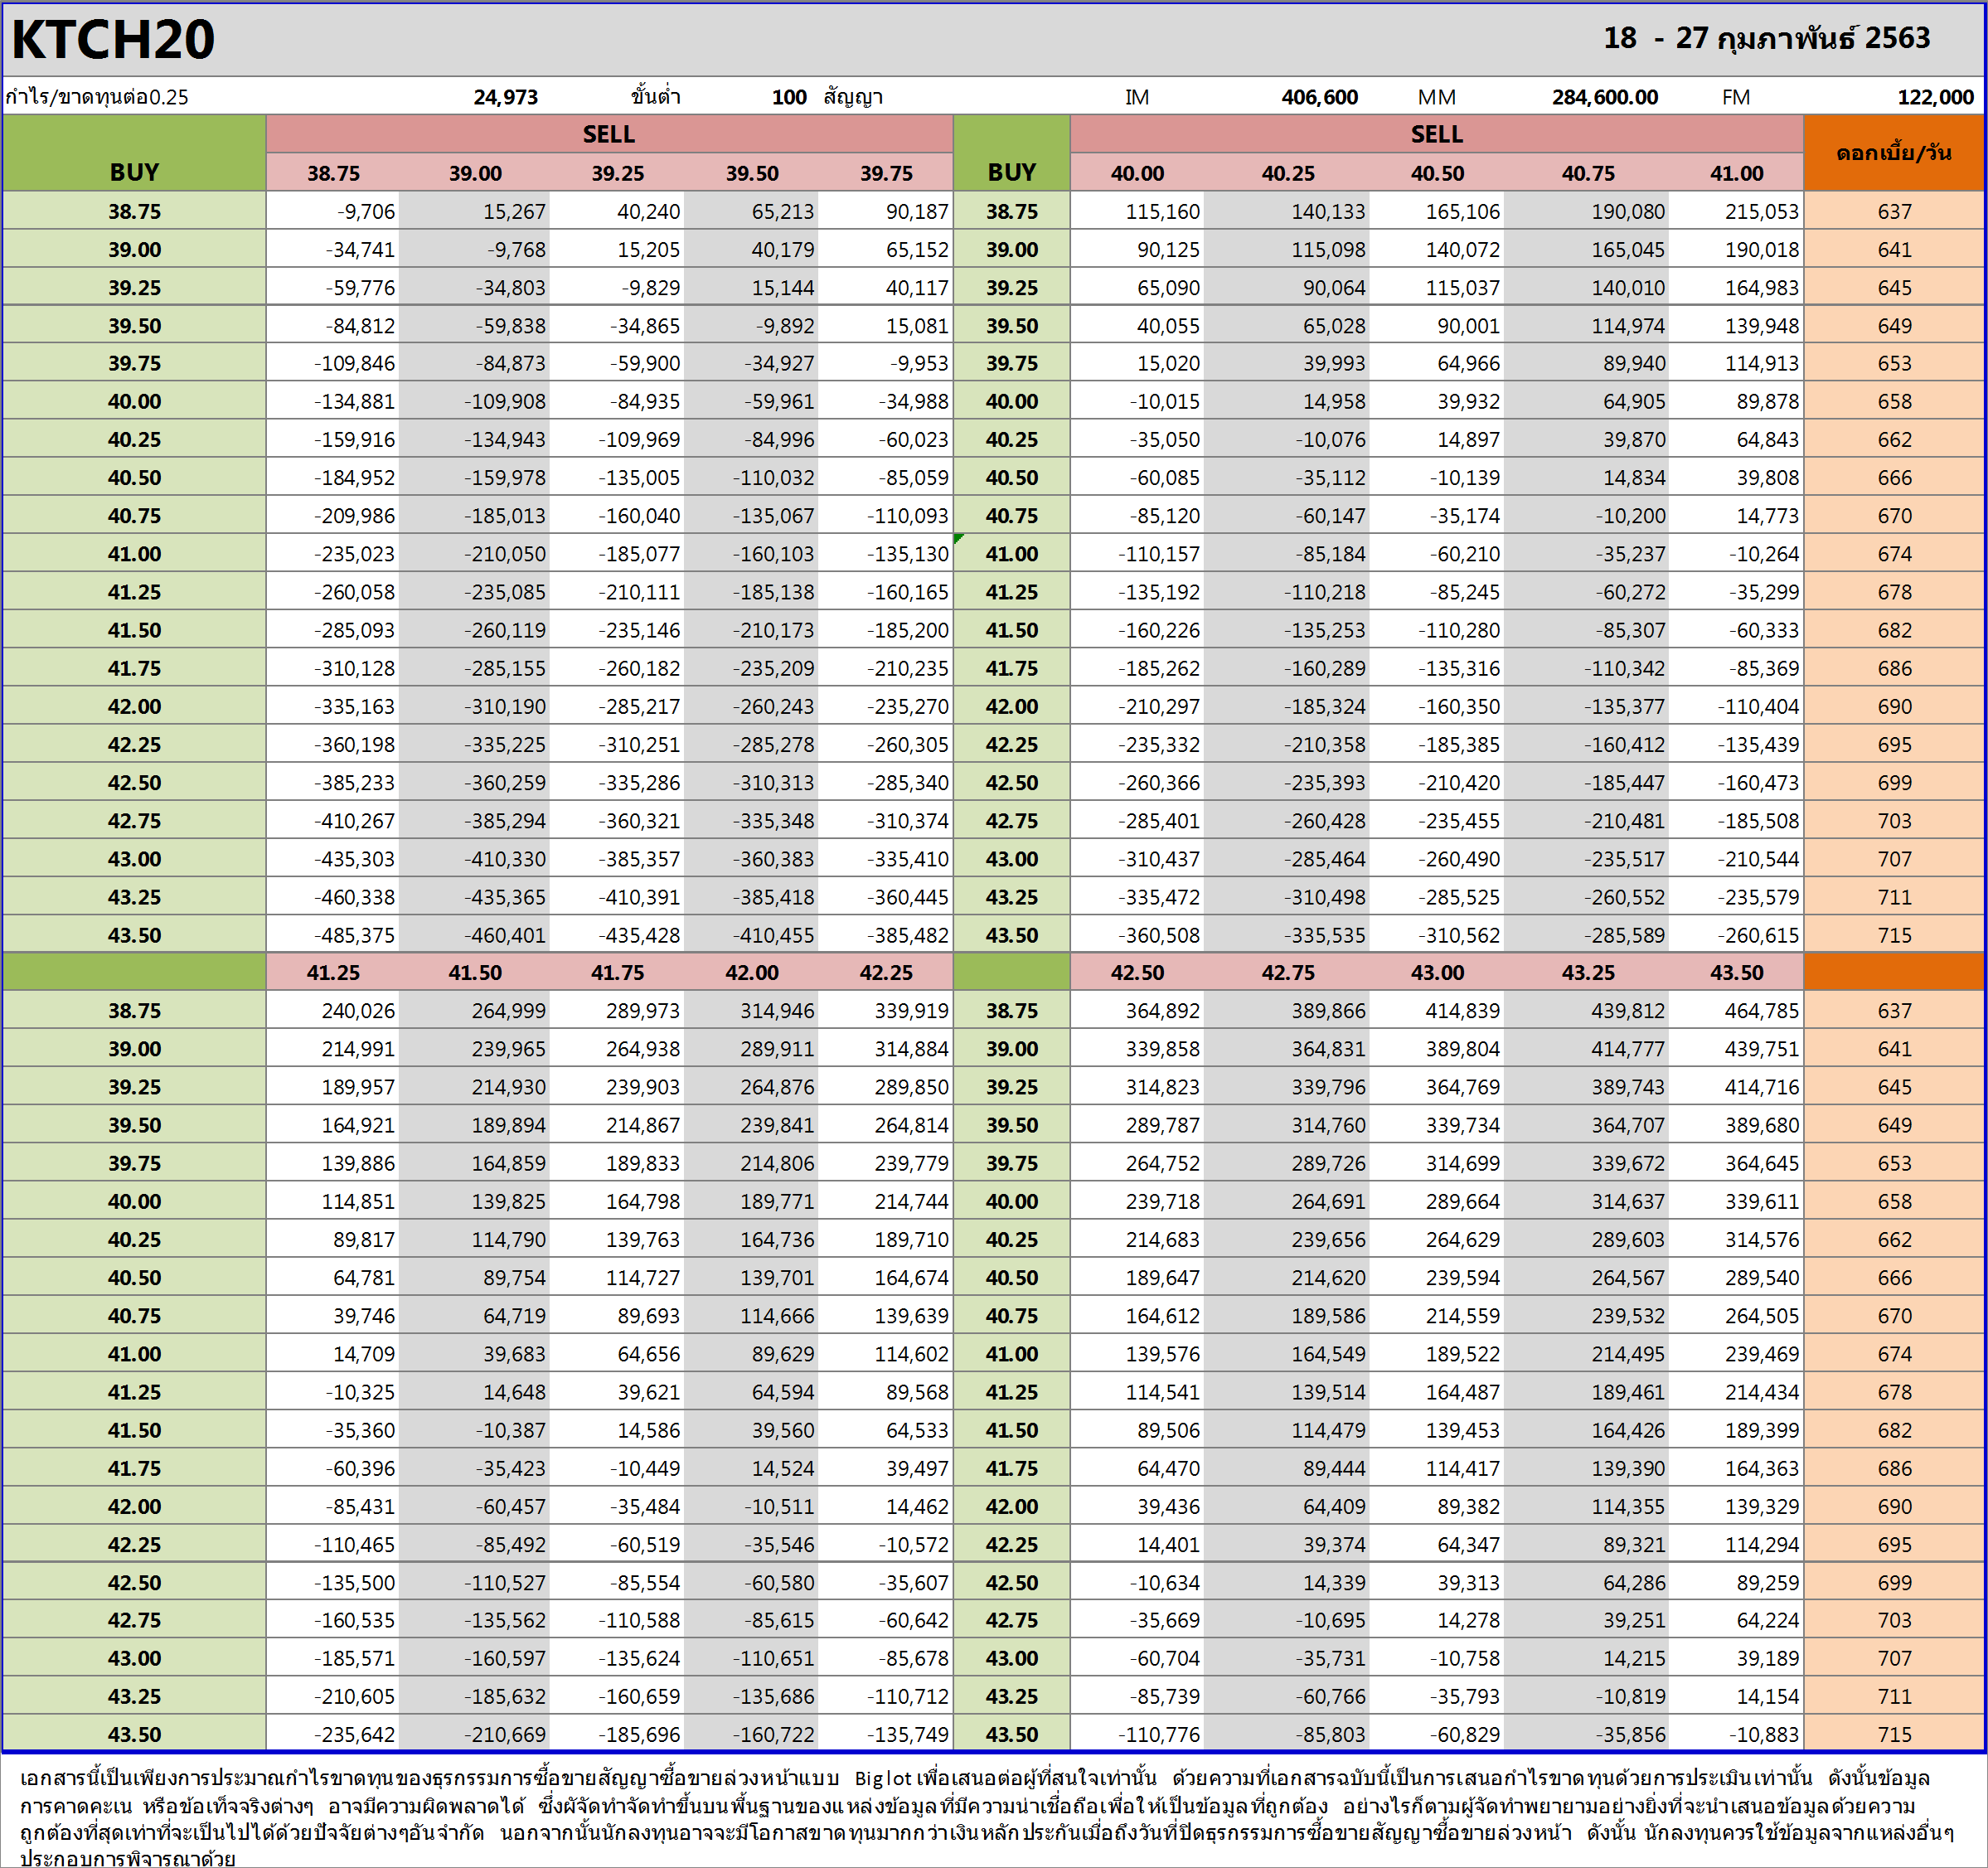 KTCH20 18 - 27 กุมภาพันธ์ 2563
กำไร/ขาดทุนต่อ0.25 24,973 ขั้นต่ำ 100 สัญญา IM 406,600 MM 284,600.00 FM 122,000
BUY SELL BUY SELL ดอกเบี้ย/วัน
38.75 39.00 39.25 39.50 39.75 40.00 40.25 40.50 40.75 41.00
38.75 -9,706 15,267 40,240 65,213 90,187 38.75 115,160 140,133 165,106 190,080 215,053 637
39.00 -34,741 -9,768 15,205 40,179 65,152 39.00 90,125 115,098 140,072 165,045 190,018 641
39.25 -59,776 -34,803 -9,829 15,144 40,117 39.25 65,090 90,064 115,037 140,010 164,983 645
39.50 -84,812 -59,838 -34,865 -9,892 15,081 39.50 40,055 65,028 90,001 114,974 139,948 649
39.75 -109,846 -84,873 -59,900 -34,927 -9,953 39.75 15,020 39,993 64,966 89,940 114,913 653
40.00 -134,881 -109,908 -84,935 -59,961 -34,988 40.00 -10,015 14,958 39,932 64,905 89,878 658
40.25 -159,916 -134,943 -109,969 -84,996 -60,023 40.25 -35,050 -10,076 14,897 39,870 64,843 662
40.50 -184,952 -159,978 -135,005 -110,032 -85,059 40.50 -60,085 -35,112 -10,139 14,834 39,808 666
40.75 -209,986 -185,013 -160,040 -135,067 -110,093 40.75 -85,120 -60,147 -35,174 -10,200 14,773 670
41.00 -235,023 -210,050 -185,077 -160,103 -135,130 41.00 -110,157 -85,184 -60,210 -35,237 -10,264 674
41.25 -260,058 -235,085 -210,111 -185,138 -160,165 41.25 -135,192 -110,218 -85,245 -60,272 -35,299 678
41.50 -285,093 -260,119 -235,146 -210,173 -185,200 41.50 -160,226 -135,253 -110,280 -85,307 -60,333 682
41.75 -310,128 -285,155 -260,182 -235,209 -210,235 41.75 -185,262 -160,289 -135,316 -110,342 -85,369 686
42.00 -335,163 -310,190 -285,217 -260,243 -235,270 42.00 -210,297 -185,324 -160,350 -135,377 -110,404 690
42.25 -360,198 -335,225 -310,251 -285,278 -260,305 42.25 -235,332 -210,358 -185,385 -160,412 -135,439 695
42.50 -385,233 -360,259 -335,286 -310,313 -285,340 42.50 -260,366 -235,393 -210,420 -185,447 -160,473 699
42.75 -410,267 -385,294 -360,321 -335,348 -310,374 42.75 -285,401 -260,428 -235,455 -210,481 -185,508 703
43.00 -435,303 -410,330 -385,357 -360,383 -335,410 43.00 -310,437 -285,464 -260,490 -235,517 -210,544 707
43.25 -460,338 -435,365 -410,391 -385,418 -360,445 43.25 -335,472 -310,498 -285,525 -260,552 -235,579 711
43.50 -485,375 -460,401 -435,428 -410,455 -385,482 43.50 -360,508 -335,535 -310,562 -285,589 -260,615 715
41.25 41.50 41.75 42.00 42.25 42.50 42.75 43.00 43.25 43.50
38.75 240,026 264,999 289,973 314,946 339,919 38.75 364,892 389,866 414,839 439,812 464,785 637
39.00 214,991 239,965 264,938 289,911 314,884 39.00 339,858 364,831 389,804 414,777 439,751 641
39.25 189,957 214,930 239,903 264,876 289,850 39.25 314,823 339,796 364,769 389,743 414,716 645
39.50 164,921 189,894 214,867 239,841 264,814 39.50 289,787 314,760 339,734 364,707 389,680 649
39.75 139,886 164,859 189,833 214,806 239,779 39.75 264,752 289,726 314,699 339,672 364,645 653
40.00 114,851 139,825 164,798 189,771 214,744 40.00 239,718 264,691 289,664 314,637 339,611 658
40.25 89,817 114,790 139,763 164,736 189,710 40.25 214,683 239,656 264,629 289,603 314,576 662
40.50 64,781 89,754 114,727 139,701 164,674 40.50 189,647 214,620 239,594 264,567 289,540 666
40.75 39,746 64,719 89,693 114,666 139,639 40.75 164,612 189,586 214,559 239,532 264,505 670
41.00 14,709 39,683 64,656 89,629 114,602 41.00 139,576 164,549 189,522 214,495 239,469 674
41.25 -10,325 14,648 39,621 64,594 89,568 41.25 114,541 139,514 164,487 189,461 214,434 678
41.50 -35,360 -10,387 14,586 39,560 64,533 41.50 89,506 114,479 139,453 164,426 189,399 682
41.75 -60,396 -35,423 -10,449 14,524 39,497 41.75 64,470 89,444 114,417 139,390 164,363 686
42.00 -85,431 -60,457 -35,484 -10,511 14,462 42.00 39,436 64,409 89,382 114,355 139,329 690
42.25 -110,465 -85,492 -60,519 -35,546 -10,572 42.25 14,401 39,374 64,347 89,321 114,294 695
42.50 -135,500 -110,527 -85,554 -60,580 -35,607 42.50 -10,634 14,339 39,313 64,286 89,259 699
42.75 -160,535 -135,562 -110,588 -85,615 -60,642 42.75 -35,669 -10,695 14,278 39,251 64,224 703
43.00 -185,571 -160,597 -135,624 -110,651 -85,678 43.00 -60,704 -35,731 -10,758 14,215 39,189 707
43.25 -210,605 -185,632 -160,659 -135,686 -110,712 43.25 -85,739 -60,766 -35,793 -10,819 14,154 711
43.50 -235,642 -210,669 -185,696 -160,722 -135,749 43.50 -110,776 -85,803 -60,829 -35,856 -10,883 715
เอกสารนี้เป็นเพียงการประมาณกำไรขาดทุนของธุรกรรมการซื้อขายสัญญาซื้อขายล่วงหน้าแบบ Biglot เพื่อเสนอต่อผู้ที่สนใจเท่านั้น ด้วยความที่เอกสารฉบับนี้เป็นการเสนอกำไรขาดทุนด้วยการประเมินเท่านั้น ดังนั้นข้อมูล
การคาดคะเน หรือข้อเท็จจริงต่างๆ อาจมีความผิดพลาดได้ ซึ่งผัจัดทำจัดทำขึ้นบนพื้นฐานของแหล่งข้อมูลที่มีความน่าเชื่อถือเพื่อให้เป็นข้อมูลที่ถูกต้อง อย่างไรก็ตามผู้จัดทำพยายามอย่างยิ่งที่จะนำเสนอข้อมูลด้วยความ
ถูกต้องที่สุดเท่าที่จะเป็นไปได้ด้วยปัจจัยต่างๆอันจำกัด นอกจากนั้นนักลงทุนอาจจะมีโอกาสขาดทุนมากกว่าเงินหลักประกันเมื่อถึงวันที่ปิดธุรกรรมการซื้อขายสัญญาซื้อขายล่วงหน้า ดังนั้น นักลงทุนควรใช้ข้อมูลจากแหล่งอื่นๆ
ประกอบการพิจารณาด้วย